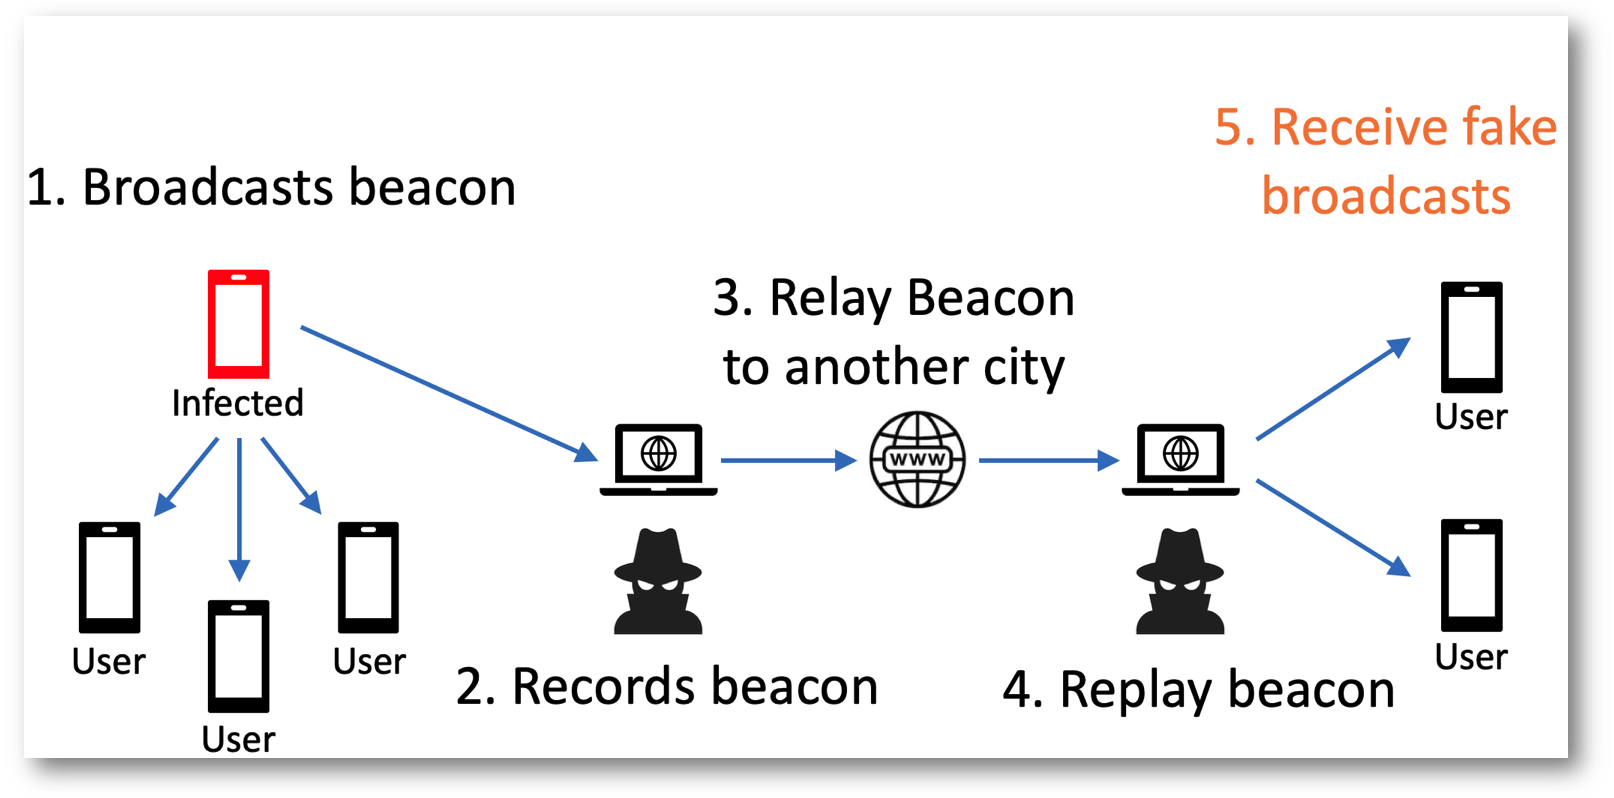 5. Receive fake
broadcasts
1. Broadcasts beacon
3. Relay Beacon
to another city
Infected
User
www
User
User
User
User
2. Records beacon
4. Replay beacon